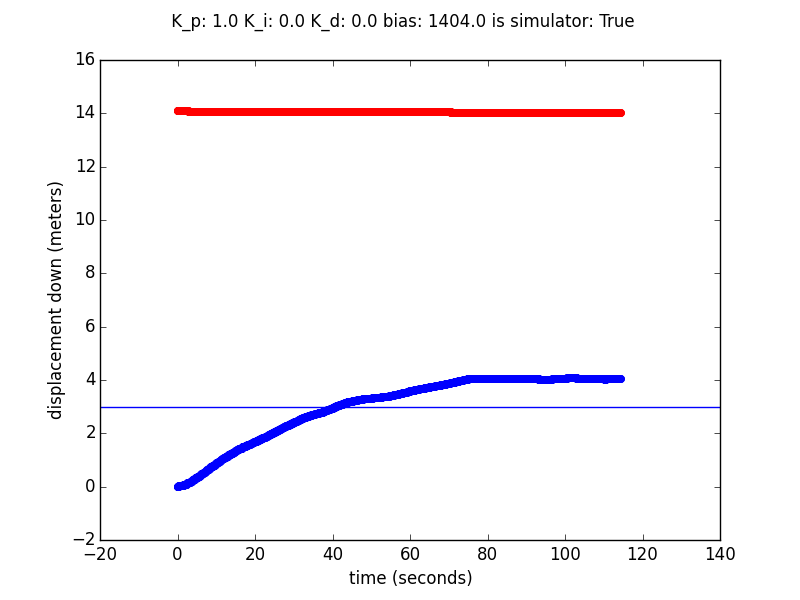 K_p: 1.0 K_i: 0.0 K_d: 0.0 bias: 1404.0 is simulator: True
16
14
12
10
8
6
4
2
0
−2
displacement down (meters)
−20 0 20 40 60 80 100 120 140
time (seconds)